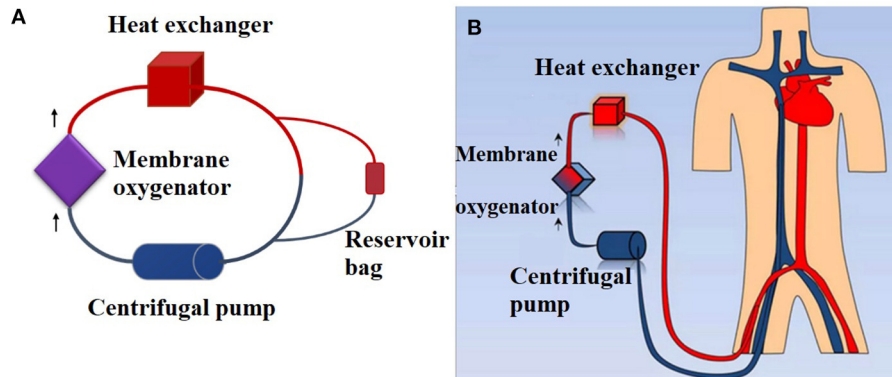 A
Heat exchanger
Membrane
oxygenator
Reservoir
bag
Centrifugal pump
B
Heat exchanger
Membrane
oxygenator
Centrifugal
pump